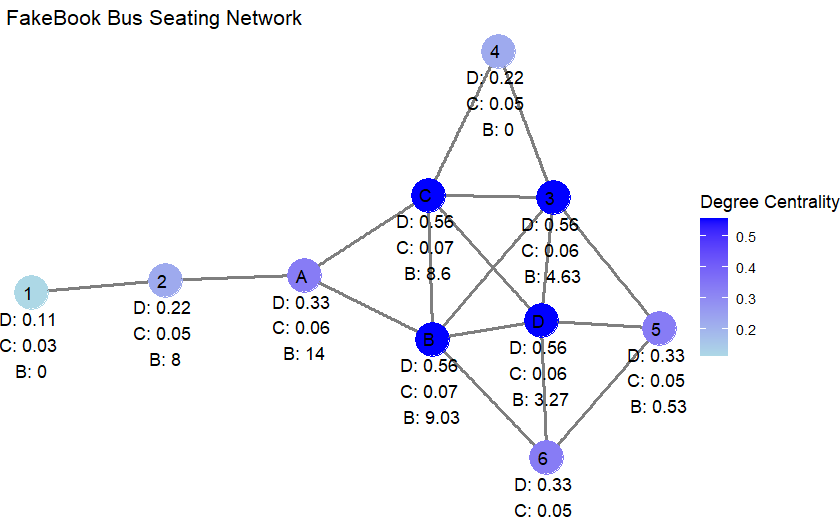 FakeBook Bus Seating Network
4
D: 0.22
C: 0.05
B: 0
C
D: 0.56
C: 0.07
B: 8.6
3
D: 0.56
C: 0.06
B: 4.63
A
D: 0.33
C: 0.06
B: 14
2
D: 0.22
C: 0.05
B: 8
1
D: 0.11
C: 0.03
B: 0
B
D: 0.56
C: 0.07
B: 9.03
D
D: 0.56
C: 0.06
B: 3.27
5
D: 0.33
C: 0.05
B: 0.53
6
D: 0.33
C: 0.05
Degree Centrality
0.5
0.4
0.3
0.2